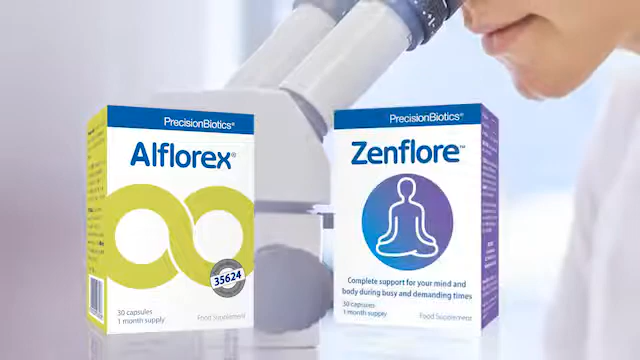 PrecisionBiotics®
Alflorex®
35624
30 capsules
1 month supply
Food Supplement
PrecisionBiotics®
Zenflore™
Complete support for your mind and
body during busy and demanding times
30 capsules
1 month supply
Food Supplement